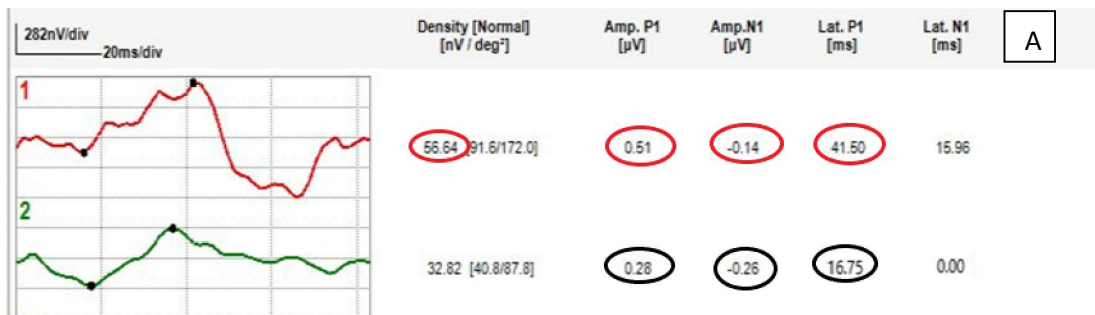 282nV/div
20ms/div
Density [Normal] Amp. P1 Amp.N1 Lat. P1 Lat. N1
[nV / deg²] [µV] [µV] [ms] [ms]
A
1
56.64 [91.6/172.0] 0.51 -0.14 41.50 15.96
2
32.82 [40.8/87.8] 0.28 -0.26 16.75 0.00